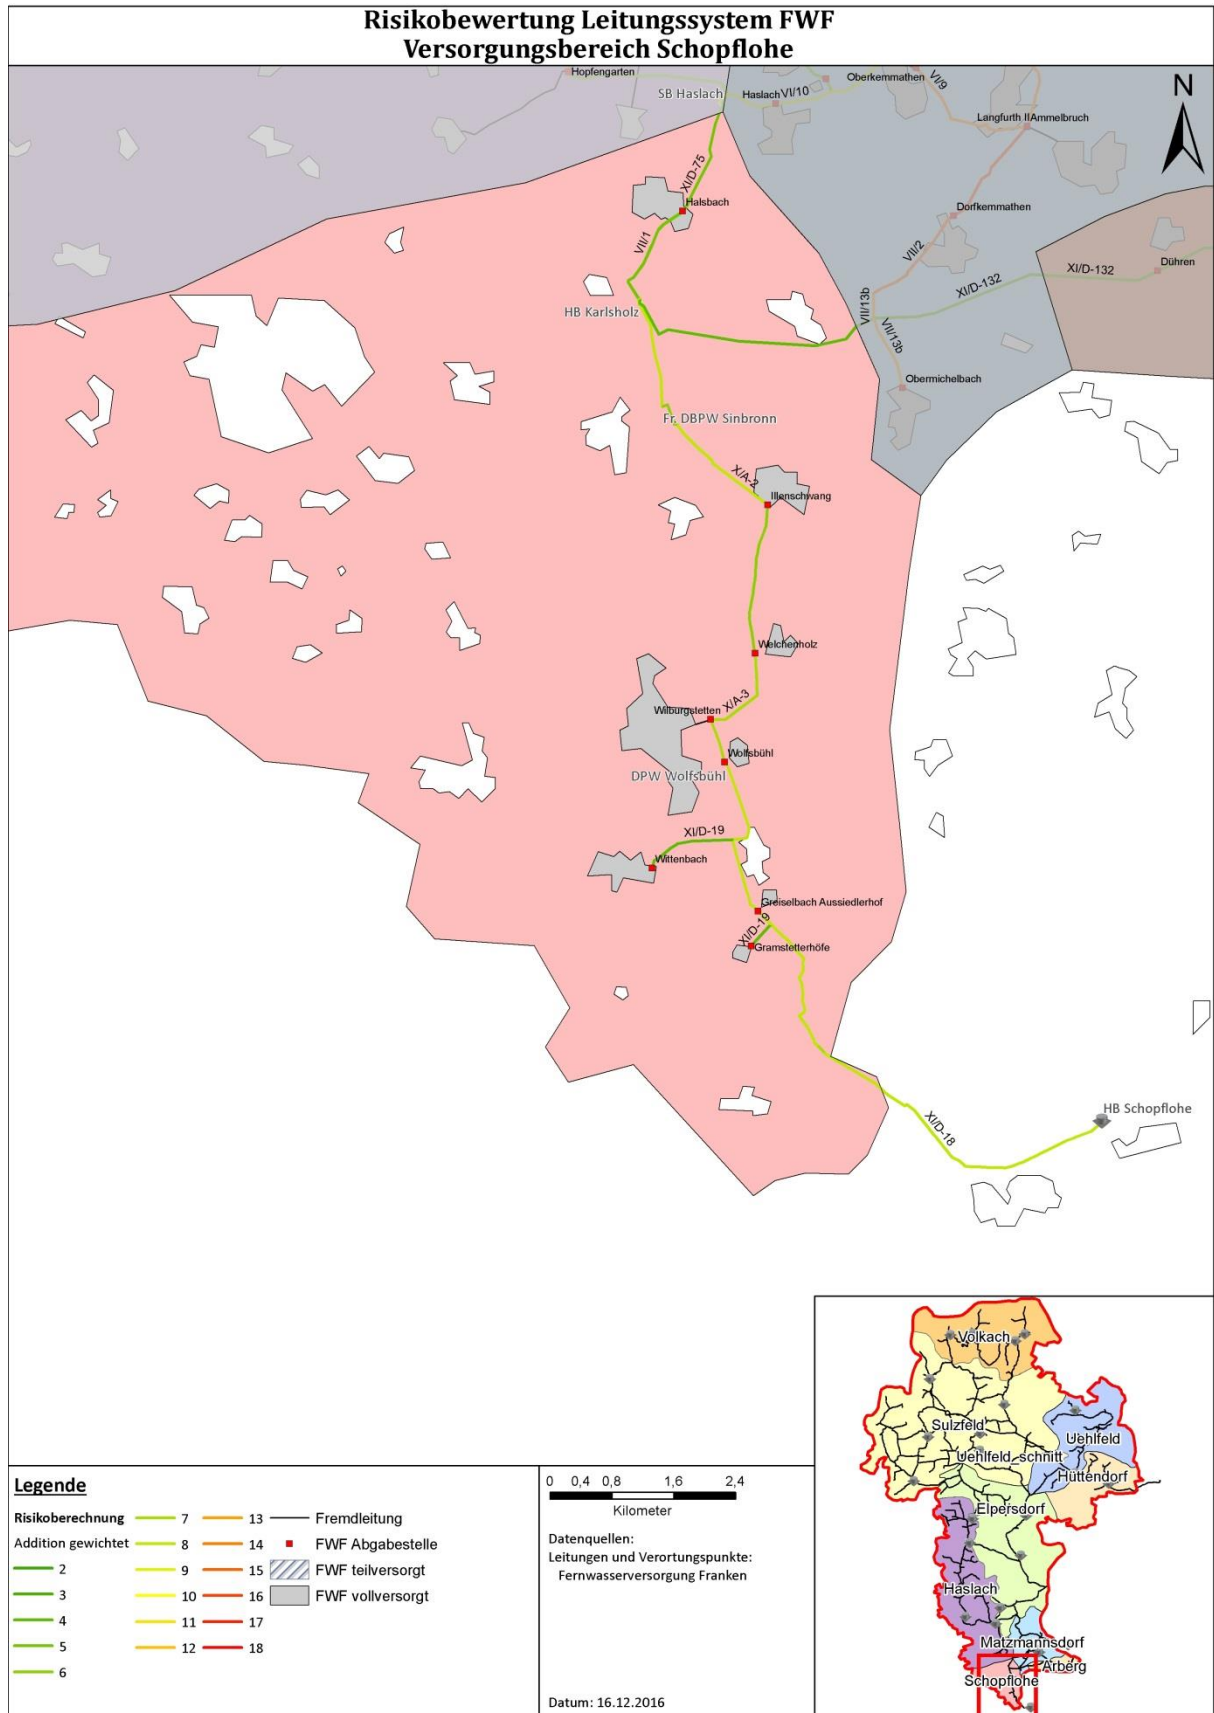 Risikobewertung Leitungssystem FWF
Versorgungsbereich Schopflohe
Hopfengarten
SB Haslach
Haslach
VI/10
Oberkemmathen
VI/9
Langfurth II
Ammelbruch
N
XI/D-75
Halsbach
VII/1
Dorfkemmathen
VII/2
Dühren
XI/D-132
XI/D-132
HB Karlsholz
VII/13b
VII/13b
Obermichelbach
Fr. DBPW Sinbronn
X/A-2
Illenschwang
Welchenholz
X/A-3
Wilburgstetten
Wolfsbühl
DPW Wolfsbühl
XI/D-19
Wittenbach
Greiselbach Aussiedlerhof
XI/D-19
Gramstetterhöfe
HB Schopflohe
XI/D-18
Volkach
Sulzfeld
Uehlfeld
Uehlfeld_schnitt
Hüttendorf
Elpersdorf
Haslach
Matzmannsdorf
Arberg
Schopflohe
Legende
Risikoberechnung
Addition gewichtet
2
3
4
5
6
7
8
9
10
11
12
13
14
15
16
17
18
Fremdleitung
FWF Abgabestelle
FWF teilversorgt
FWF vollversorgt
0 0,4 0,8 1,6 2,4
Kilometer
Datenquellen:
Leitungen und Verortungspunkte:
Fernwasserversorgung Franken
Datum: 16.12.2016